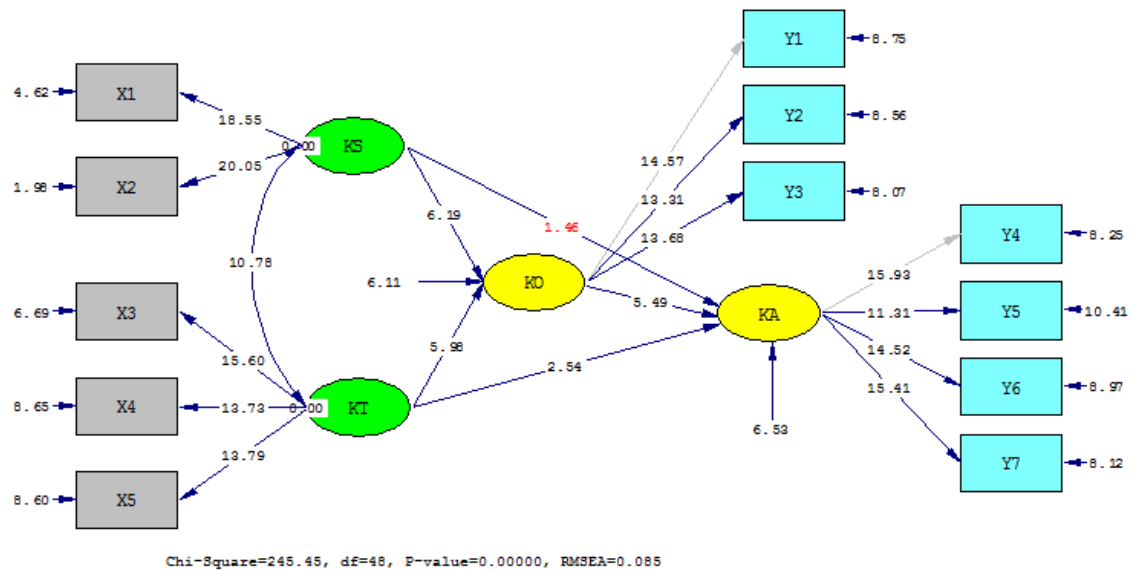 Y1
8.75
X1
4.62
18.55
Y2
8.56
0.00
KS
20.05
X2
1.98
14.57
Y3
8.07
13.31
6.19
1.46
13.68
Y4
8.25
10.78
15.93
6.11
KO
5.49
X3
6.69
KA
11.31
Y5
10.41
5.98
14.52
15.60
2.54
Y6
8.97
15.41
X4
8.65
13.73
0.00
KT
6.53
13.79
Y7
8.12
X5
8.60
Chi-Square=245.45, df=48, P-value=0.00000, RMSEA=0.085